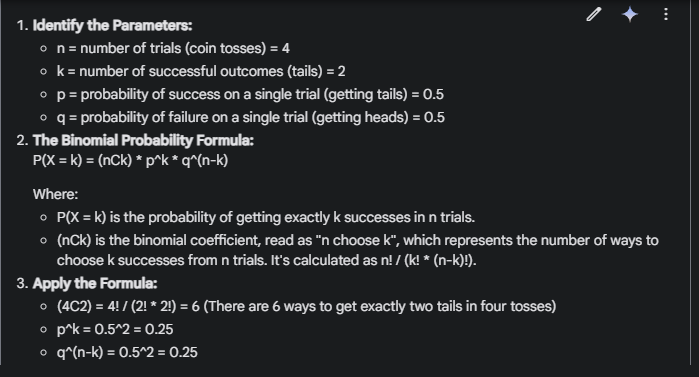 1. Identify the Parameters:
○ n = number of trials (coin tosses) = 4
○ k = number of successful outcomes (tails) = 2
○ p = probability of success on a single trial (getting tails) = 0.5
○ q = probability of failure on a single trial (getting heads) = 0.5
2. The Binomial Probability Formula:
P(X = k) = (nCk) * p^k * q^(n-k)
Where:
○ P(X = k) is the probability of getting exactly k successes in n trials.
○ (nCk) is the binomial coefficient, read as "n choose k", which represents the number of ways to
choose k successes from n trials. It's calculated as n! / (k! * (n-k)!).
3. Apply the Formula:
○ (4C2) = 4! / (2! * 2!) = 6 (There are 6 ways to get exactly two tails in four tosses)
○ p^k = 0.5^2 = 0.25
○ q^(n-k) = 0.5^2 = 0.25